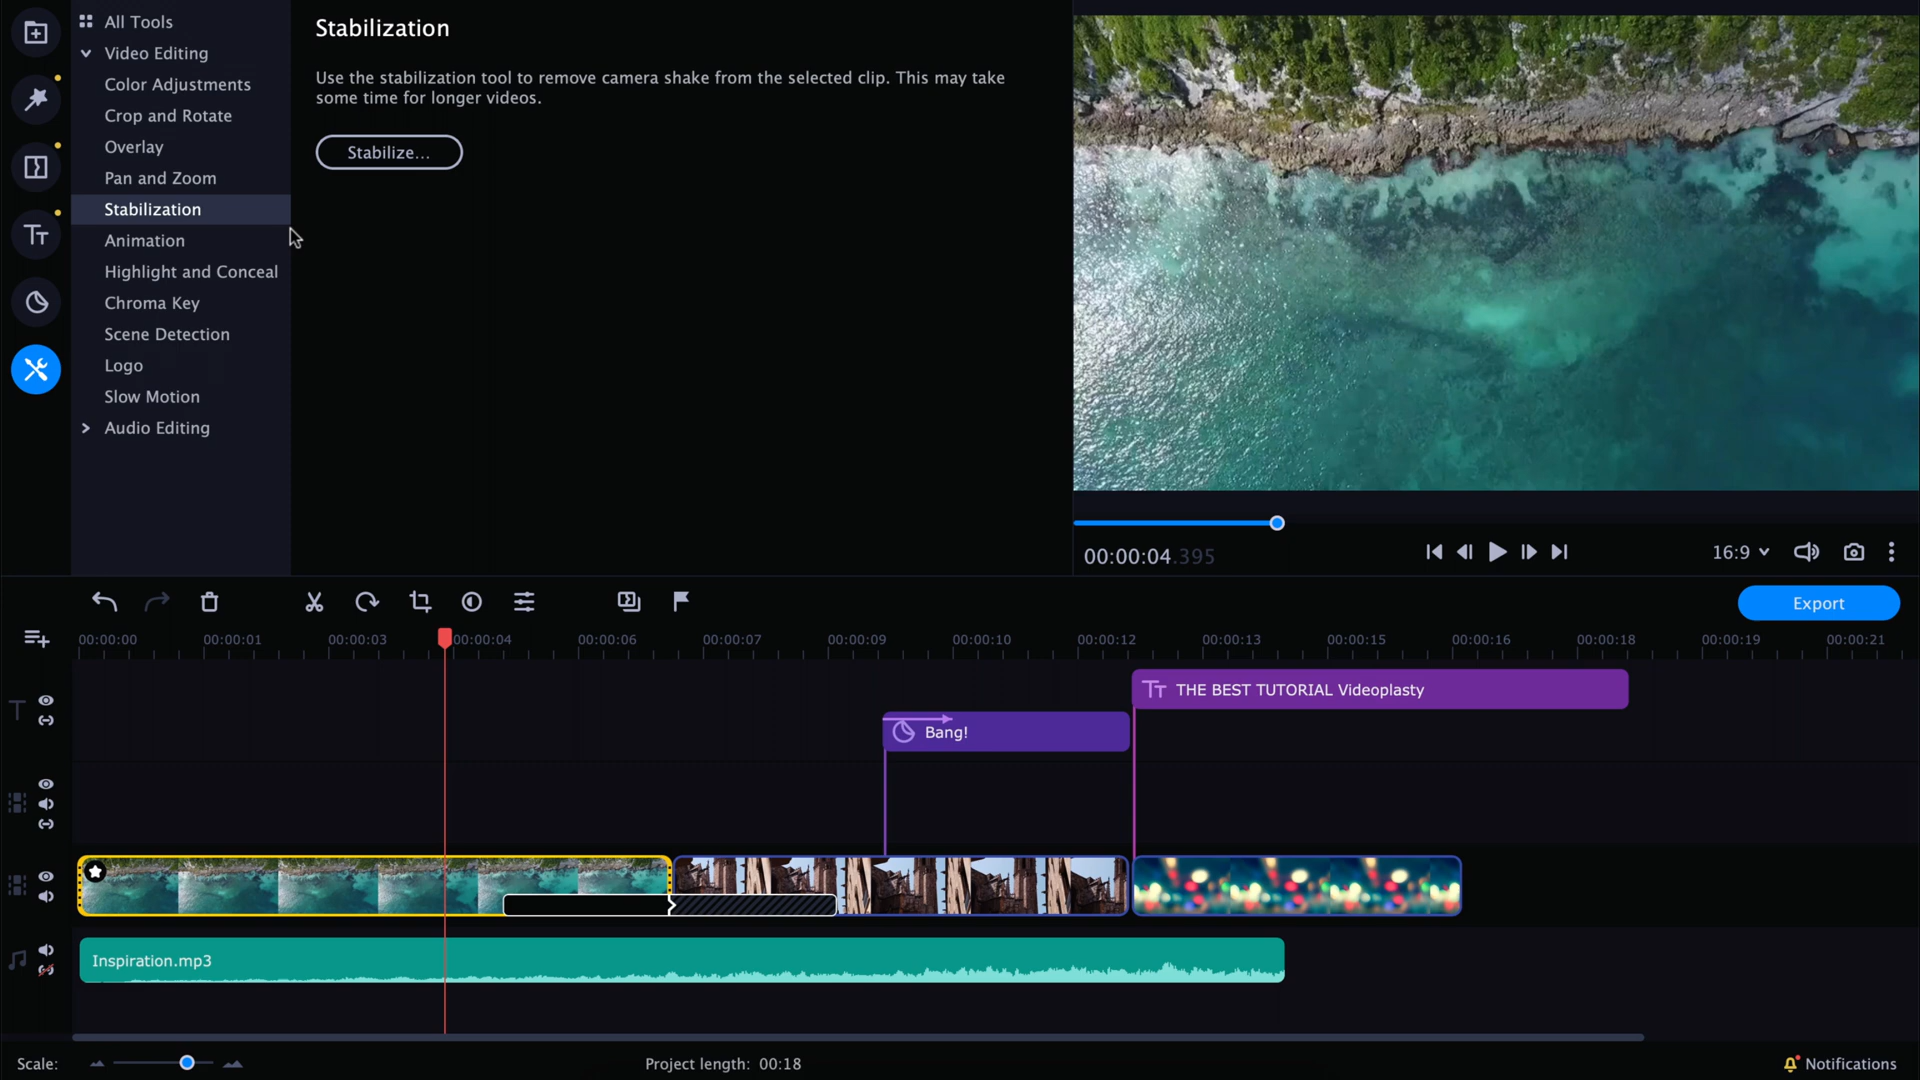 All Tools
Video Editing
Color Adjustments
Crop and Rotate
Overlay
Pan and Zoom
Stabilization
Animation
Highlight and Conceal
Chroma Key
Scene Detection
Logo
Slow Motion
Audio Editing
Stabilization
Use the stabilization tool to remove camera shake from the selected clip. This may take
some time for longer videos.
Stabilize...
00:00:04.395
16:9
Export
00:00:00 00:00:01 00:00:03 00:00:04 00:00:06 00:00:07 00:00:09 00:00:10 00:00:12 00:00:13 00:00:15 00:00:16 00:00:18 00:00:19 00:00:21
THE BEST TUTORIAL Videoplasty
Bang!
Inspiration.mp3
Scale:
Project length: 00:18
Notifications